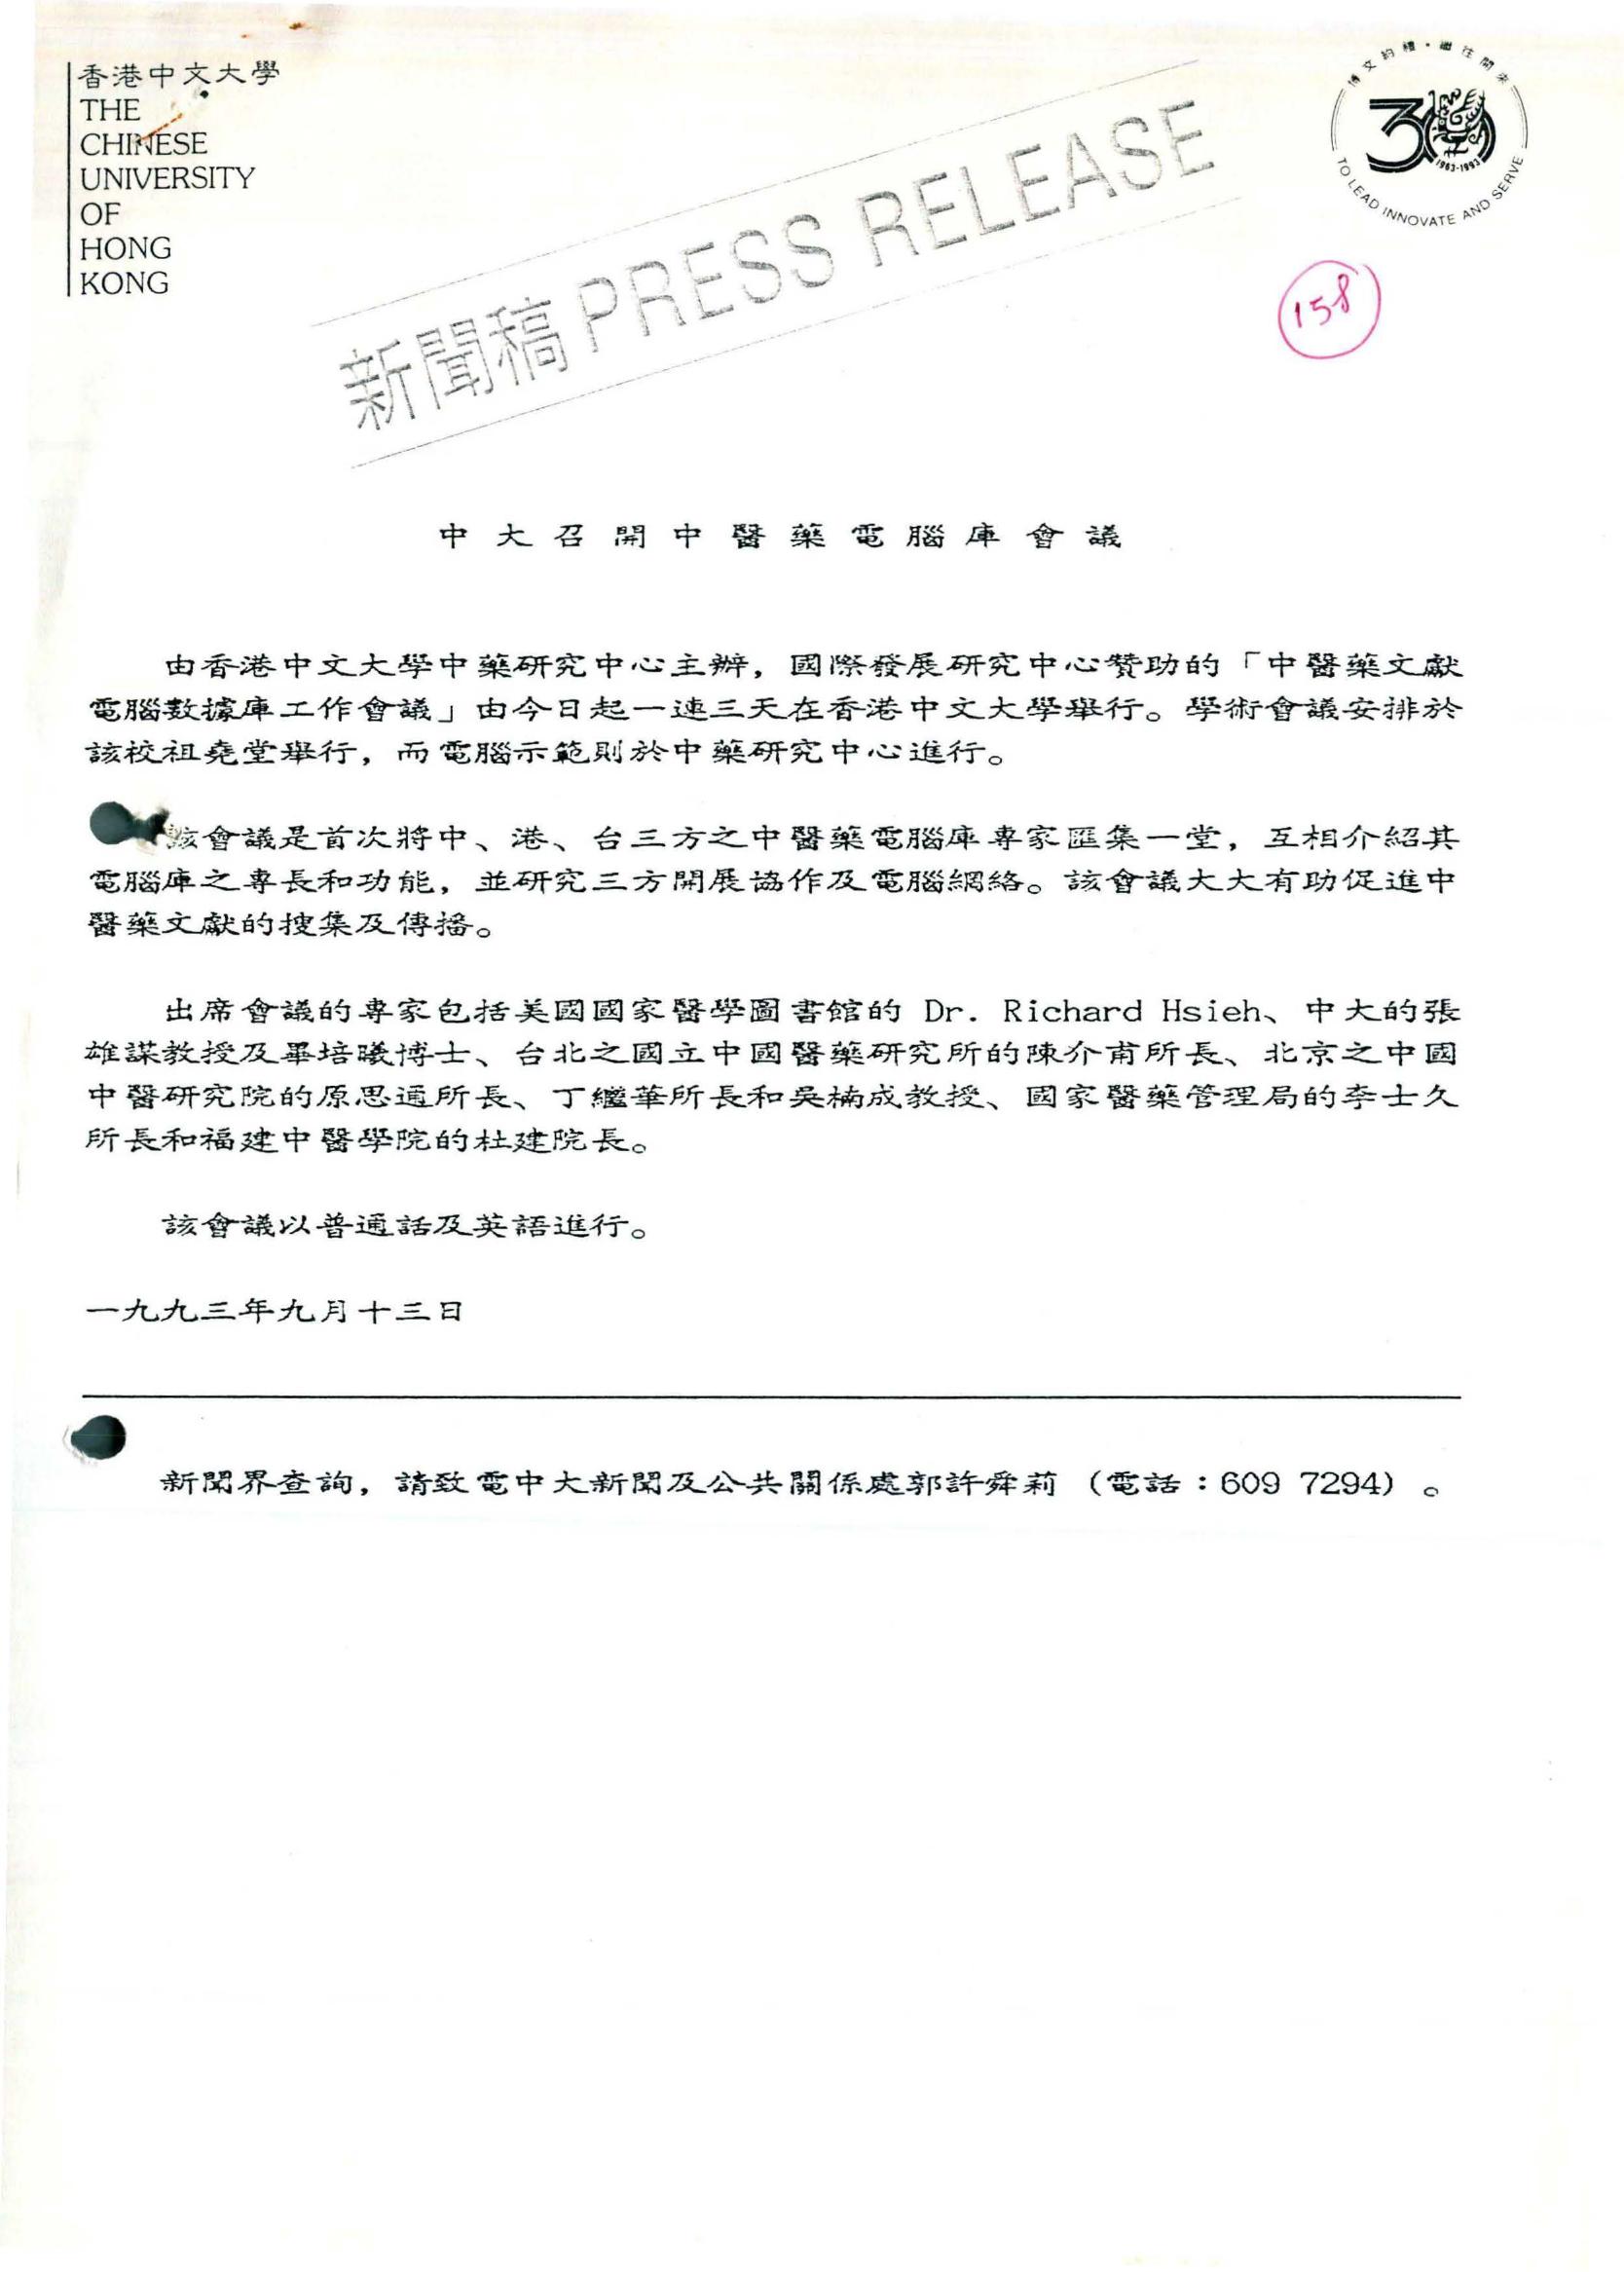 香港中文大學
THE
CHINESE
UNIVERSITY
OF
HONG
KONG
博文約禮・繼往開來
30
1963-1993
TO LEAD INNOVATE AND SERVE
新聞稿 PRESS RELEASE
158
中大召開中醫藥電腦庫會議
由香港中文大學中藥研究中心主辦，國際發展研究中心贊助的「中醫藥文獻
電腦數據庫工作會議」由今日起一連三天在香港中文大學舉行。學術會議安排於
該校祖堯堂舉行，而電腦示範則於中藥研究中心進行。
該會議是首次將中、港、台三方之中醫藥電腦庫專家匯集一堂，互相介紹其
電腦庫之專長和功能，並研究三方開展協作及電腦網絡。該會議大大有助促進中
醫藥文獻的搜集及傳播。
出席會議的專家包括美國國家醫學圖書館的 Dr. Richard Hsieh、中大的張
雄謀教授及畢培曦博士、台北之國立中國醫藥研究所的陳介甫所長、北京之中國
中醫研究院的原思通所長、丁繼華所長和吳楠成教授、國家醫藥管理局的李士久
所長和福建中醫學院的杜建院長。
該會議以普通話及英語進行。
一九九三年九月十三日
新聞界查詢，請致電中大新聞及公共關係處郭許舜莉（電話：609 7294）。